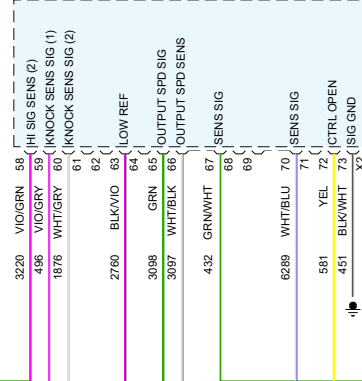 HI SIG SENS (2)
KNOCK SENS SIG (1)
KNOCK SENS SIG (2)
LOW REF
OUTPUT SPD SIG
OUTPUT SPD SENS
SENS SIG
SENS SIG
CTRL OPEN
SIG GND
58
59
60
61
62
63
64
65
66
67
68
69
70
71
72
73
X2
3220 VIO/GRN
496 VIO/GRY
1876 WHT/GRY
2760 BLK/VIO
3098 GRN
3097 WHT/BLK
432 GRN/WHT
6289 WHT/BLU
581 YEL
451 BLK/WHT